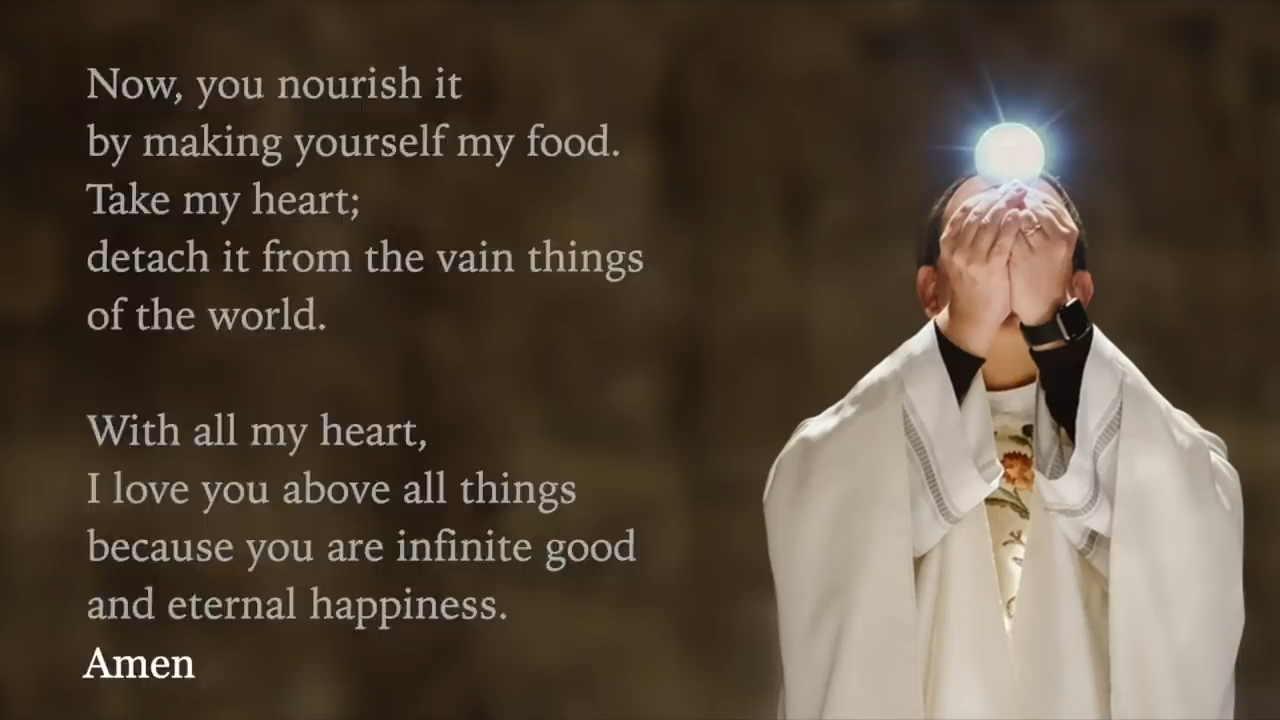 Now, you nourish it
by making yourself my food.
Take my heart;
detach it from the vain things
of the world.
With all my heart,
I love you above all things
because you are infinite good
and eternal happiness.
Amen